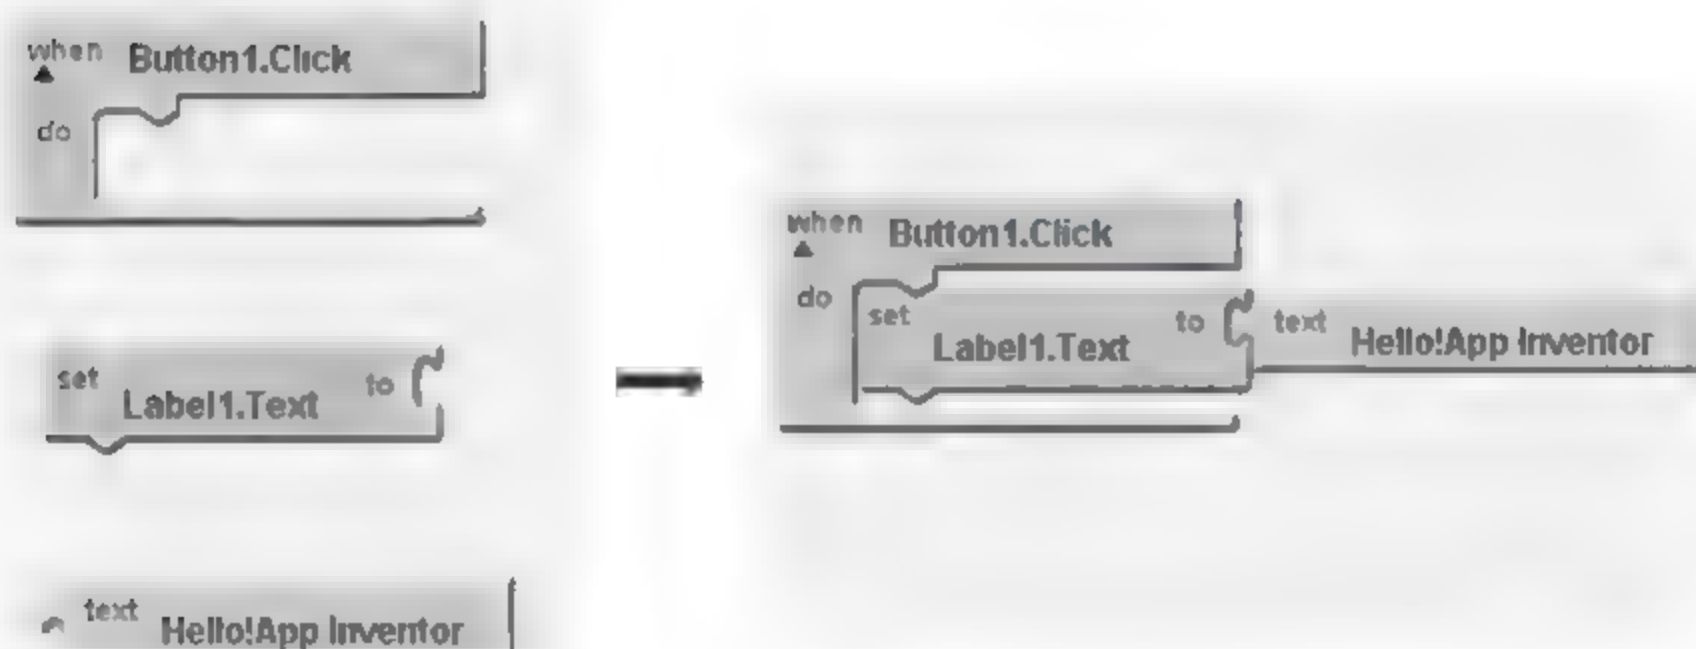 when Button1.Click
do
set Label1.Text to
text Hello!App Inventor
when Button1.Click
do
set Label1.Text to text Hello!App Inventor